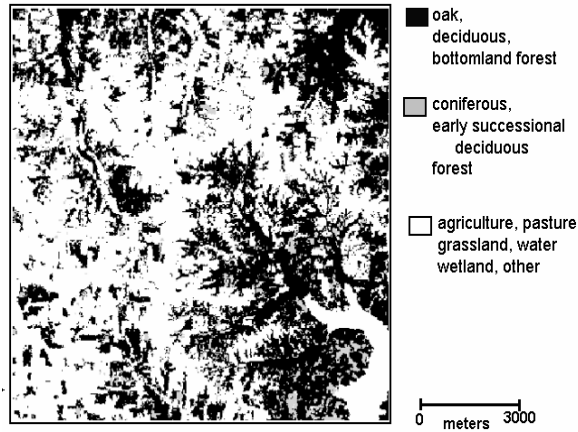 oak,
deciduous,
bottomland forest
coniferous,
early successional
deciduous
forest
agriculture, pasture
grassland, water
wetland, other
0 meters 3000